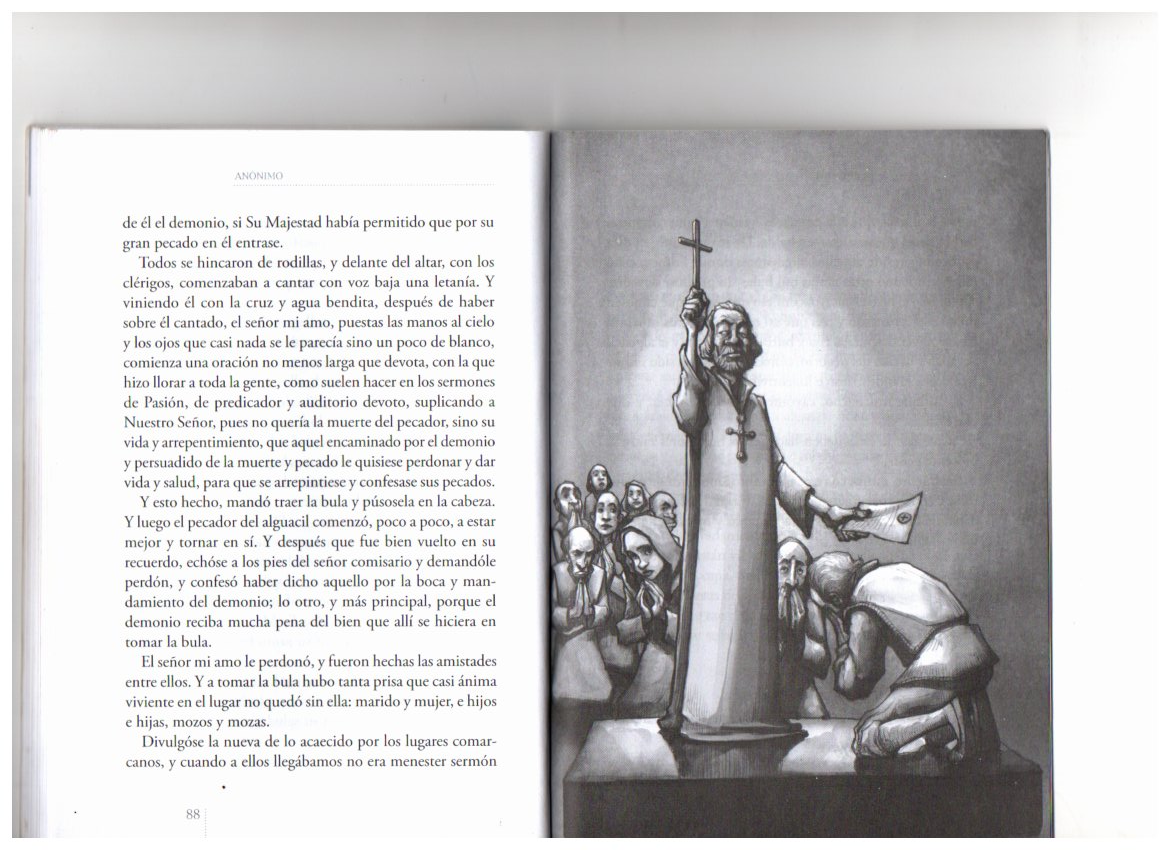 ANÓNIMO
de él el demonio, si Su Majestad había permitido que por su
gran pecado en él entrase.
Todos se hincaron de rodillas, y delante del altar, con los
clérigos, comenzaban a cantar con voz baja una letanía. Y
viniendo él con la cruz y agua bendita, después de haber
sobre él cantado, el señor mi amo, puestas las manos al cielo
y los ojos que casi nada se le parecía sino un poco de blanco,
comienza una oración no menos larga que devota, con la que
hizo llorar a toda la gente, como suelen hacer en los sermones
de Pasión, de predicador y auditorio devoto, suplicando a
Nuestro Señor, pues no quería la muerte del pecador, sino su
vida y arrepentimiento, que aquel encaminado por el demonio
y persuadido de la muerte y pecado le quisiese perdonar y dar
vida y salud, para que se arrepintiese y confesase sus pecados.
Y esto hecho, mandó traer la bula y púsosela en la cabeza.
Y luego el pecador del alguacil comenzó, poco a poco, a estar
mejor y tornar en sí. Y después que fue bien vuelto en su
recuerdo, echóse a los pies del señor comisario y demandóle
perdón, y confesó haber dicho aquello por la boca y man-
damiento del demonio; lo otro, y más principal, porque el
demonio reciba mucha pena del bien que allí se hiciera en
tomar la bula.
El señor mi amo le perdonó, y fueron hechas las amistades
entre ellos. Y a tomar la bula hubo tanta prisa que casi ánima
viviente en el lugar no quedó sin ella: marido y mujer, e hijos
e hijas, mozos y mozas.
Divulgóse la nueva de lo acaecido por los lugares comar-
canos, y cuando a ellos llegábamos no era menester sermón
88